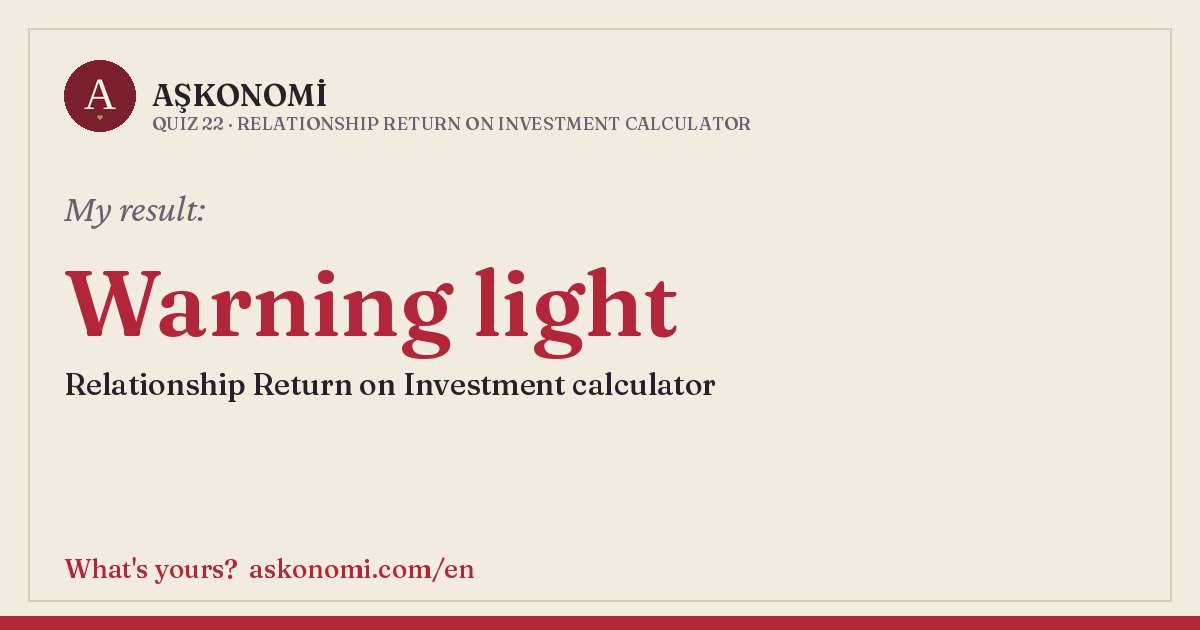 A
AŞKONOMİ
QUIZ 22 · RELATIONSHIP RETURN ON INVESTMENT CALCULATOR
My result:
Warning light
Relationship Return on Investment calculator
What's yours? askonomi.com/en